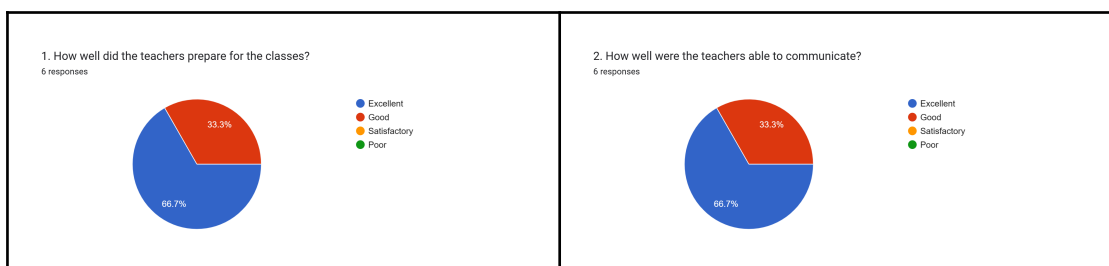 1. How well did the teachers prepare for the classes?
6 responses
33.3%
66.7%
Excellent
Good
Satisfactory
Poor
2. How well were the teachers able to communicate?
6 responses
33.3%
66.7%
Excellent
Good
Satisfactory
Poor